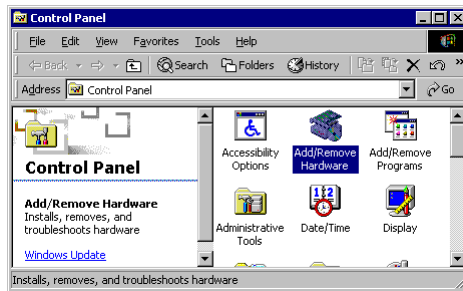 Control Panel
File Edit View Favorites Tools Help
Back Search Folders History
Address Control Panel Go
Control Panel
Add/Remove Hardware
Installs, removes, and
troubleshoots hardware
Windows Update
Accessibility
Options
Add/Remove
Hardware
Add/Remove
Programs
Administrative
Tools
Date/Time
Display
Installs, removes, and troubleshoots hardware